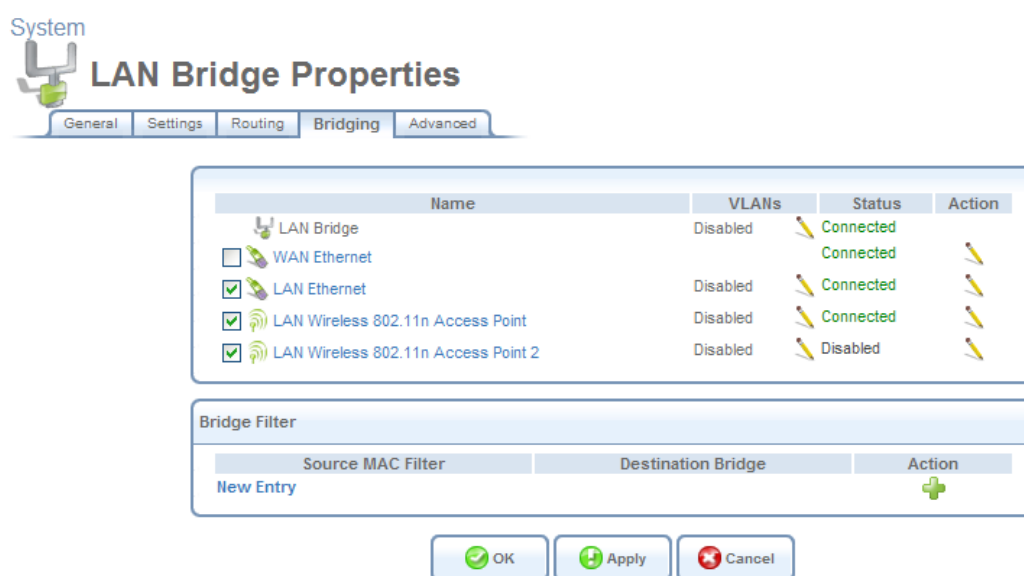 System
LAN Bridge Properties
General Settings Routing Bridging Advanced
Name VLANs Status Action
LAN Bridge Disabled Connected
WAN Ethernet Connected
LAN Ethernet Disabled Connected
LAN Wireless 802.11n Access Point Disabled Connected
LAN Wireless 802.11n Access Point 2 Disabled Disabled
Bridge Filter
Source MAC Filter Destination Bridge Action
New Entry
OK Apply Cancel